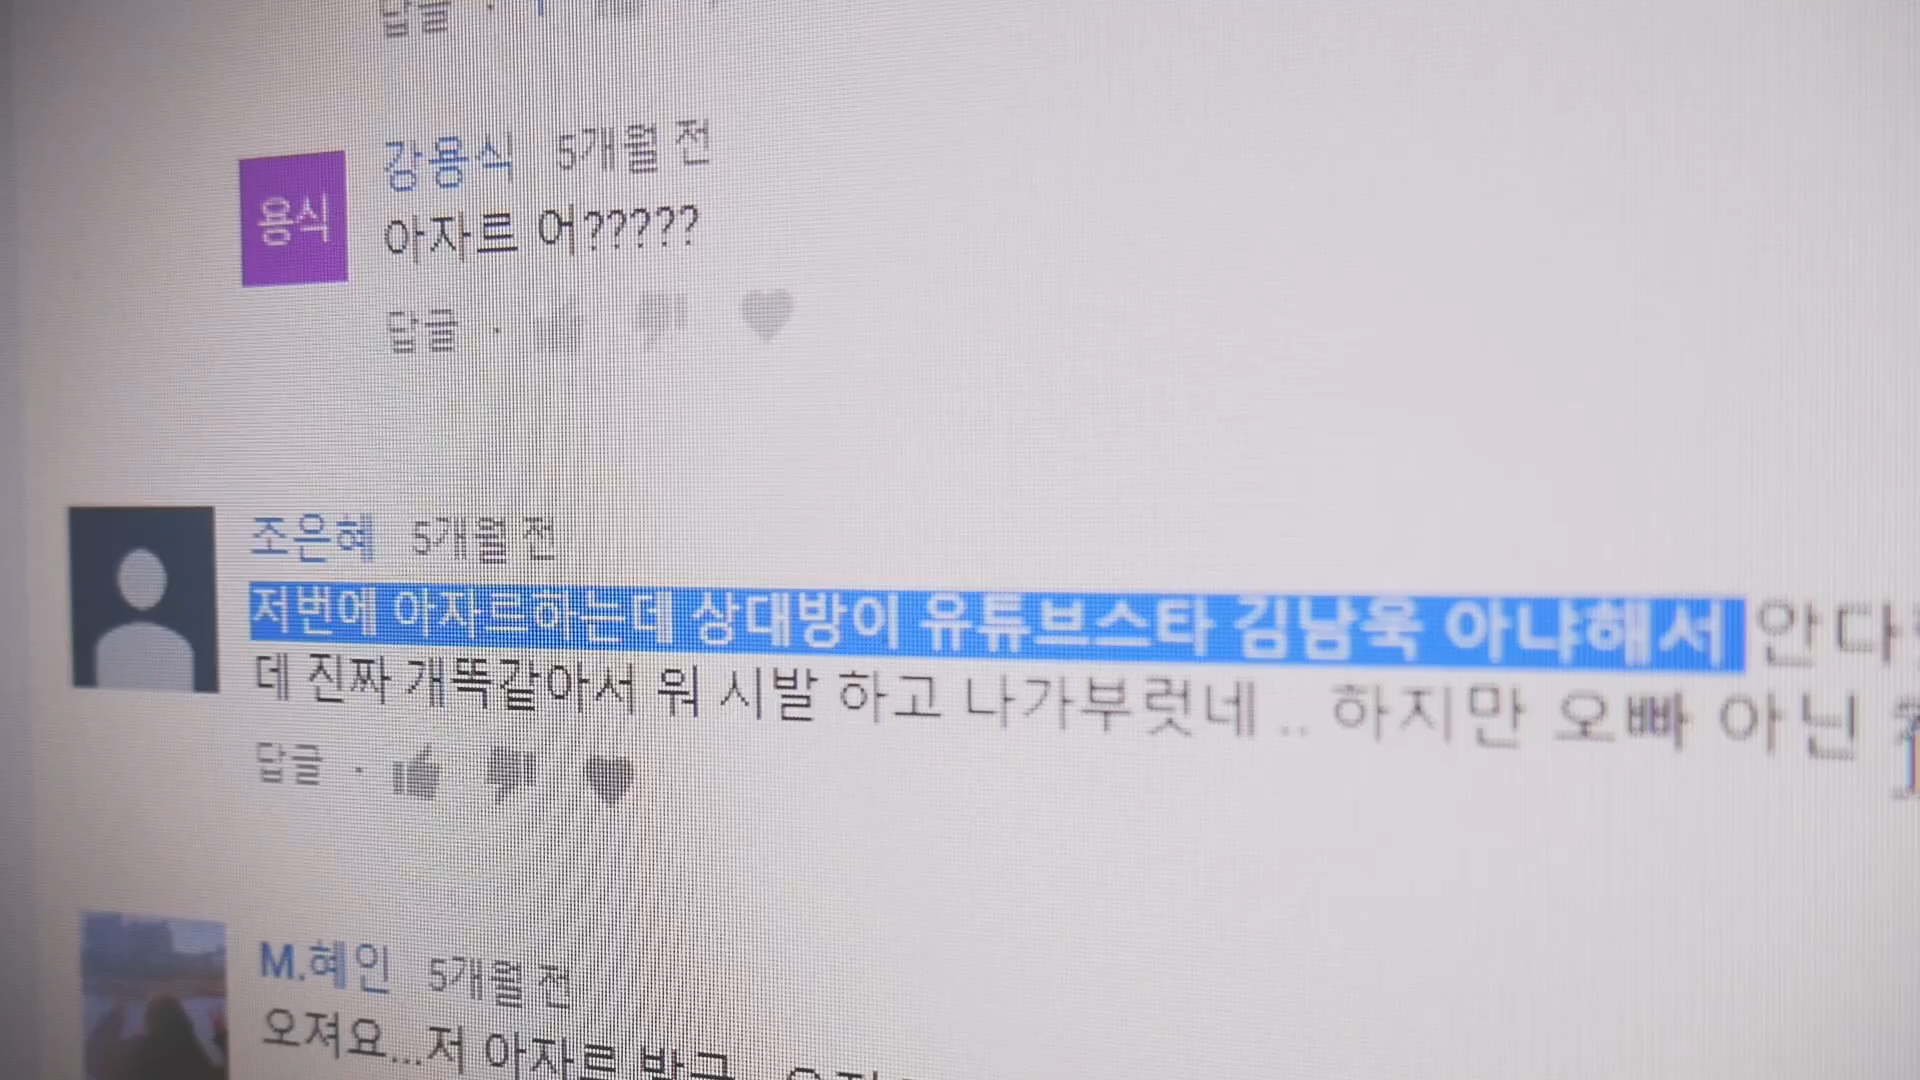 답글 ·
강용식 5개월 전
용식
아자르 어?????
답글 ·
조은혜 5개월 전
저번에 아자르하는데 상대방이 유튜브스타 김남욱 아냐해서 안다
데 진짜 개똑같아서 워 시발 하고 나가부럿네 .. 하지만 오빠 아닌
답글 ·
M.혜인 5개월 전
오져요...저 아자르 방금